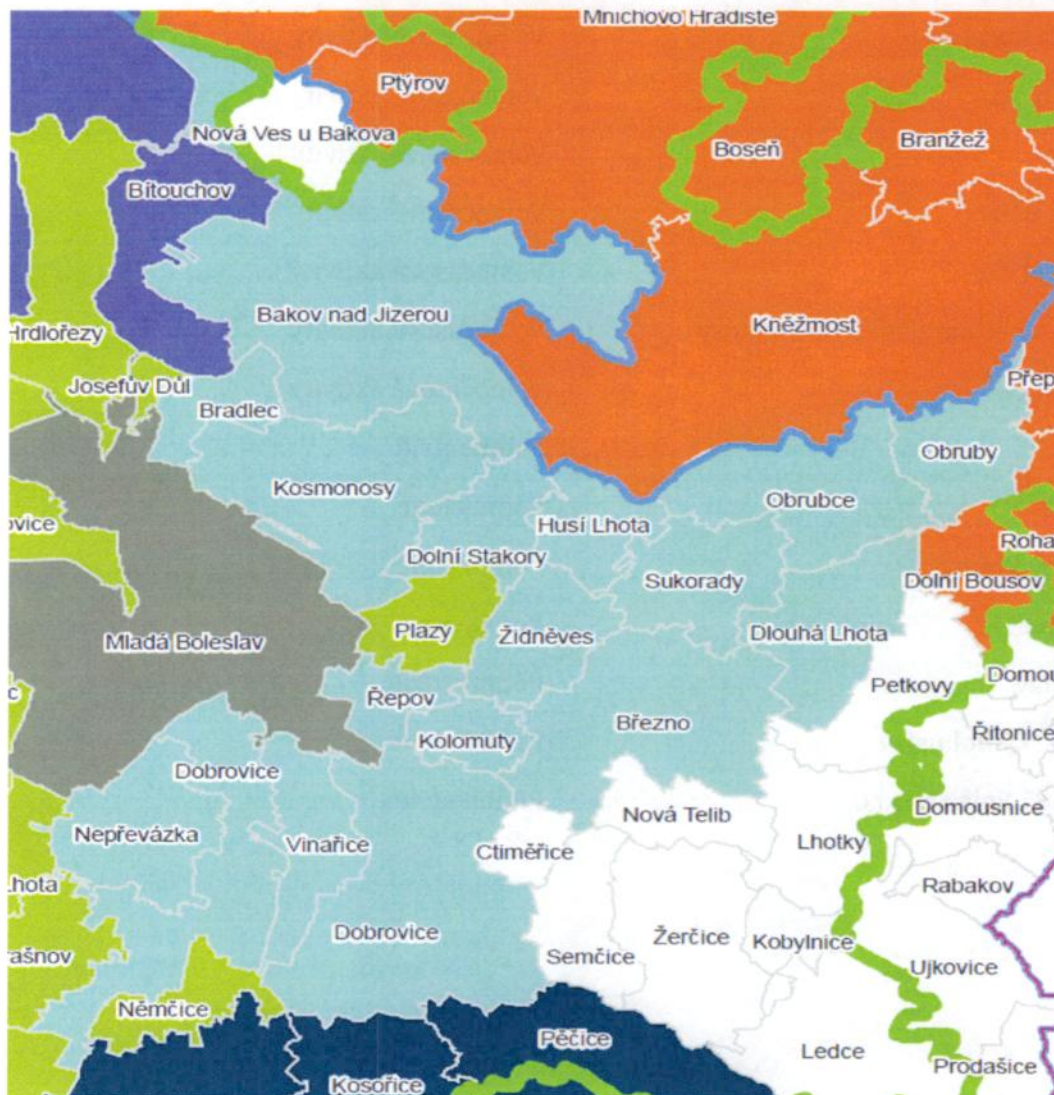 Mnichovo Hradiště
Ptýrov
Nová Ves u Bakova
Boseň
Branžež
Bítouchov
Bakov nad Jizerou
Kněžmost
Hrdlořezy
Josefův Důl
Přep
Bradlec
Obruby
Kosmonosy
Obrubce
Husí Lhota
ovice
Dolní Stakory
Roha
Sukorady
Dolní Bousov
Plazy
Židněves
Mladá Boleslav
Dlouhá Lhota
Domou
Petkovy
c
Řepov
Březno
Řitonice
Kolomuty
Dobrovice
Nová Telib
Domousnice
Nepřevázka
Vinařice
Ctiměřice
Lhotky
Lhota
Rabakov
Dobrovice
Žerčice
Kobylnice
rašnov
Semčice
Ujkovice
Němčice
Pěčice
Ledce
Prodašice
Kosořice